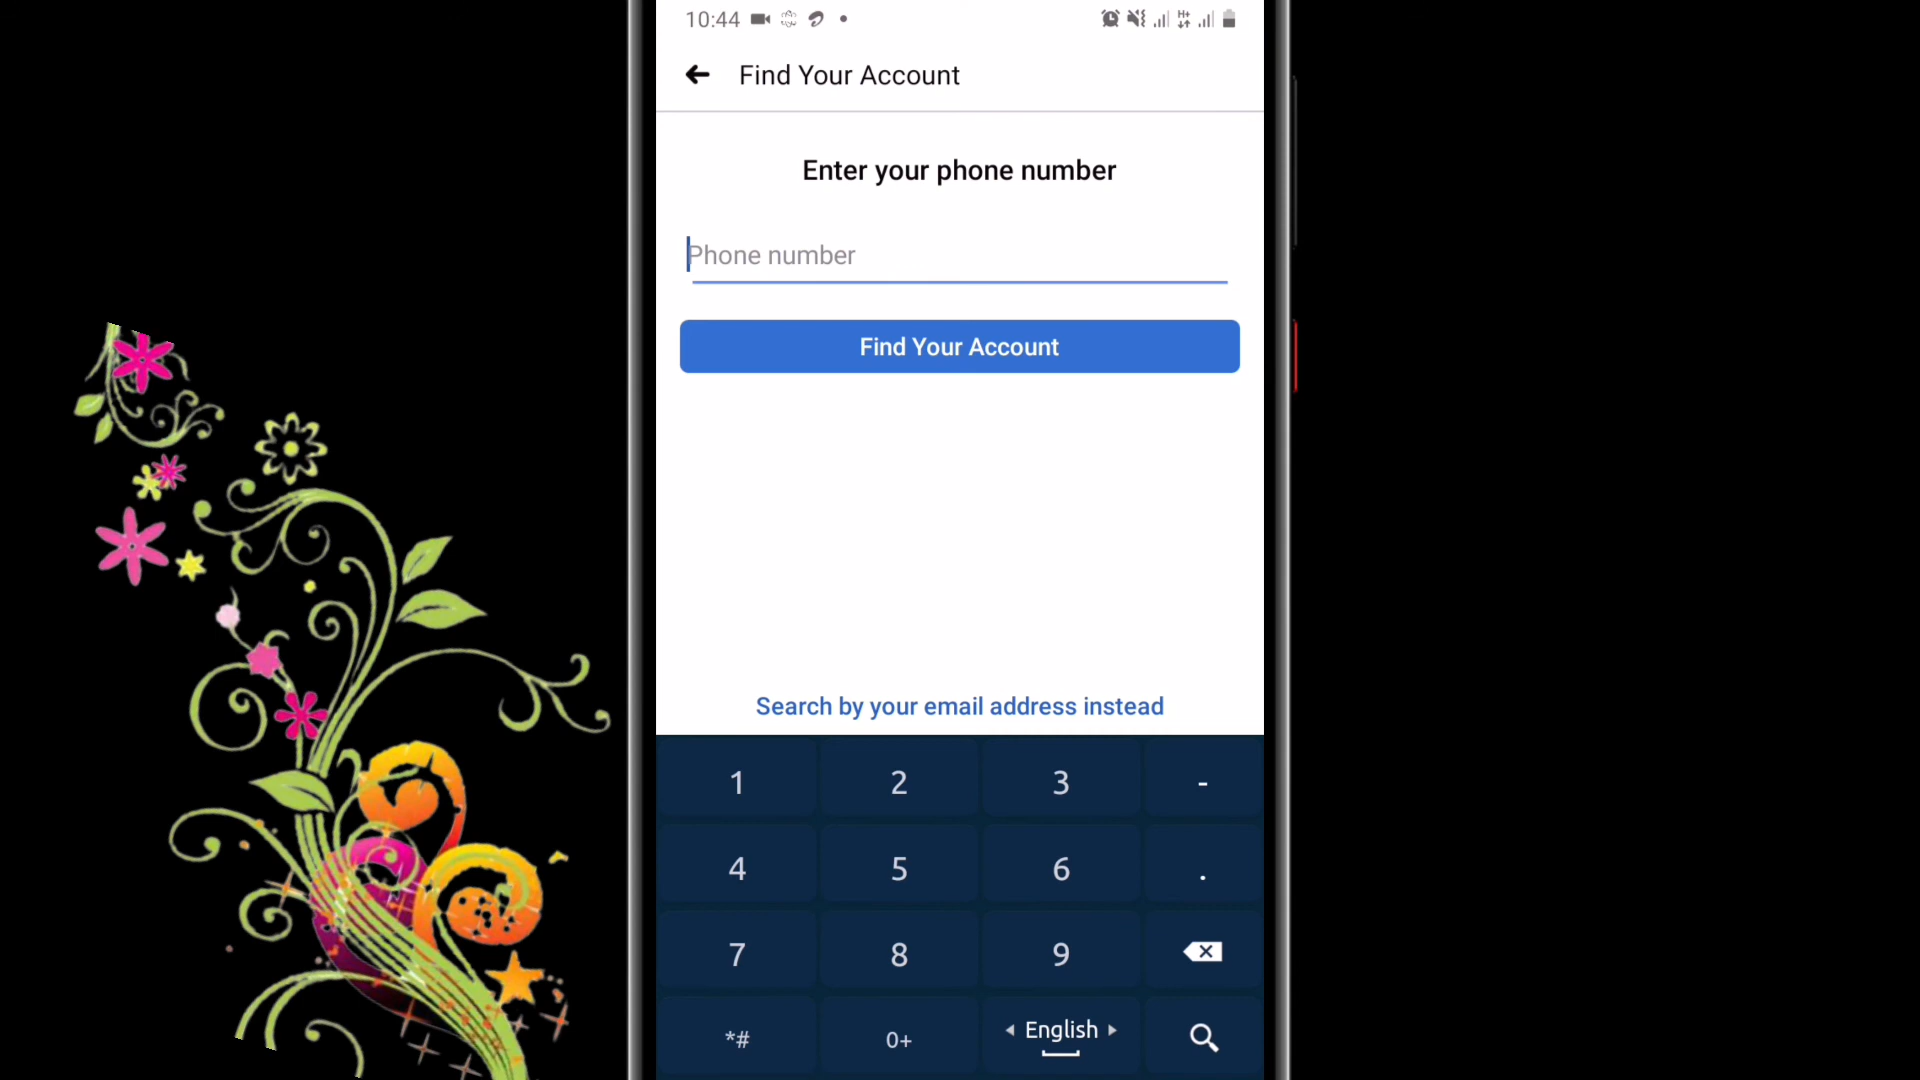 10:44
Find Your Account
Enter your phone number
Phone number
Find Your Account
Search by your email address instead
1 2 3 -
4 5 6 .
7 8 9
*# 0+ English